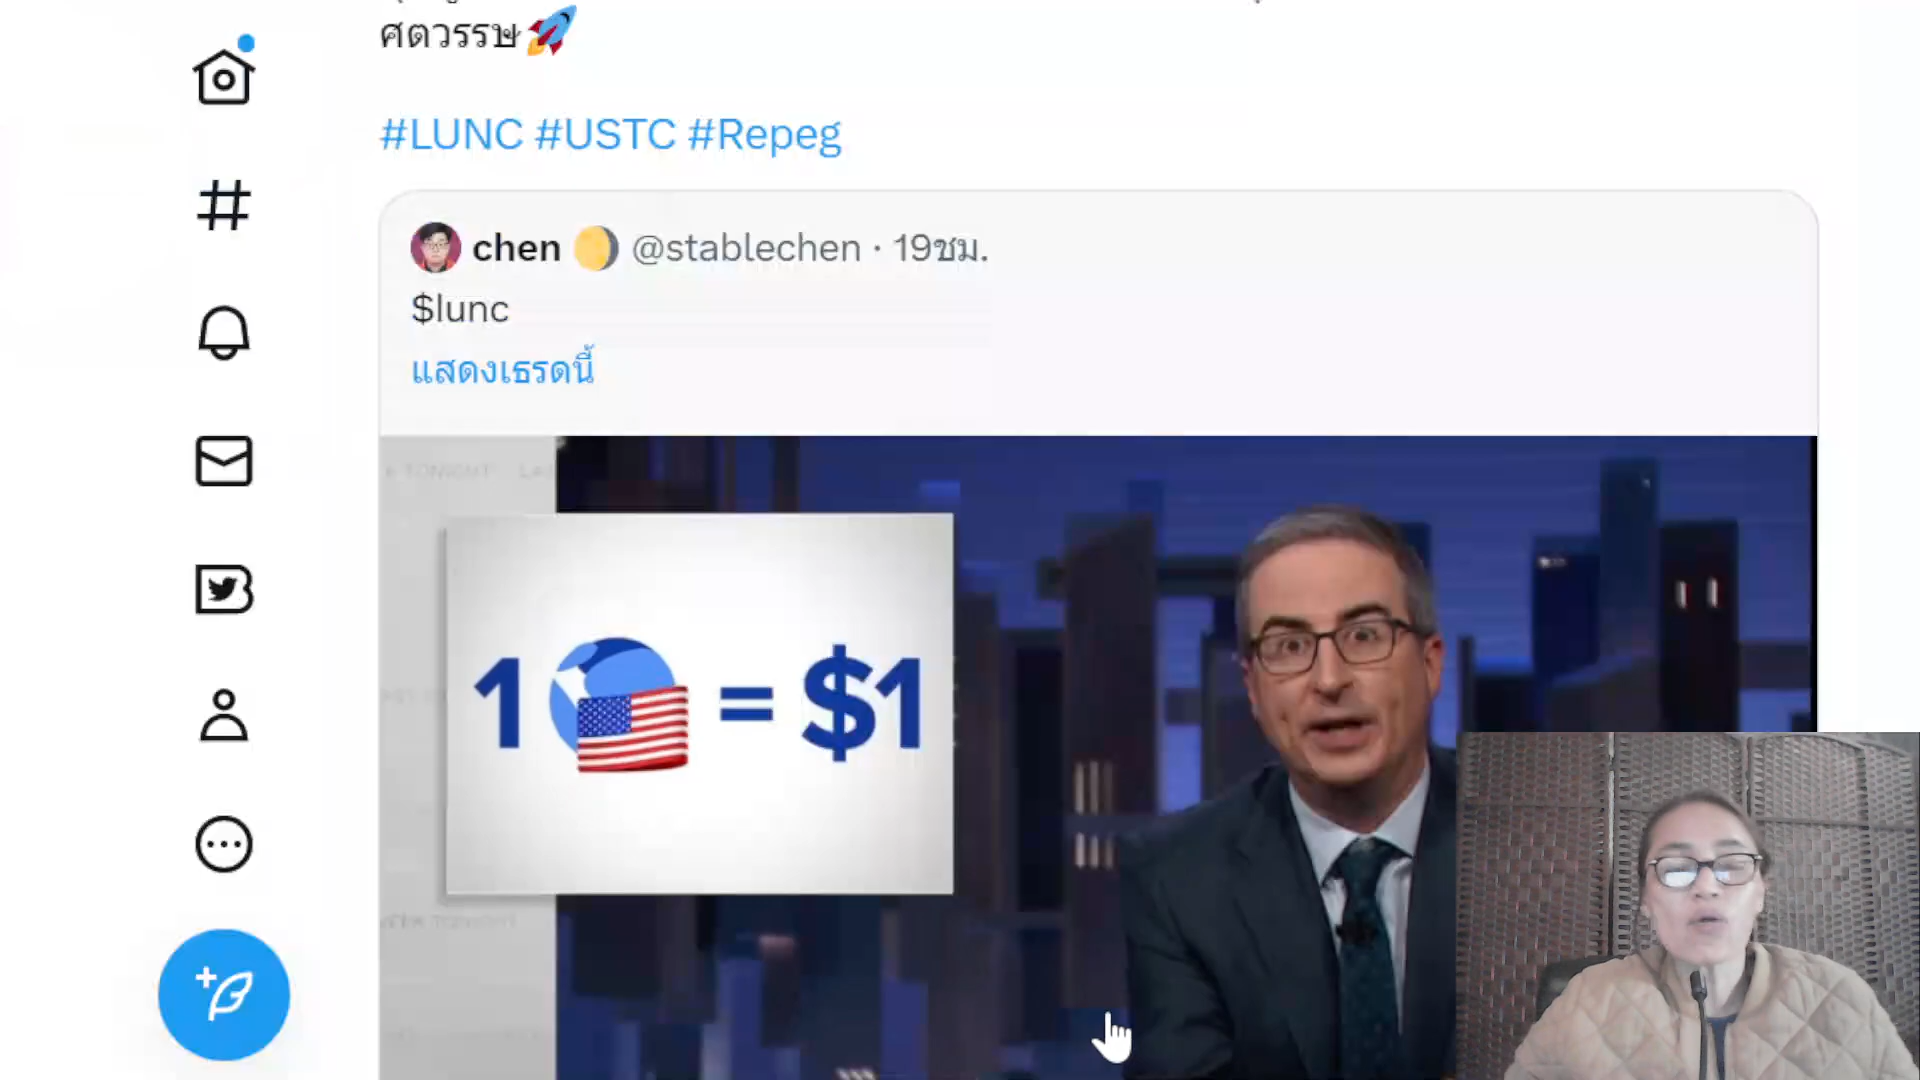 ศตวรรษ🚀
#LUNC #USTC #Repeg
chen 🌖 @stablechen · 19ชม.
$lunc
แสดงเธรดนี้
TONIGHT
1 = $1